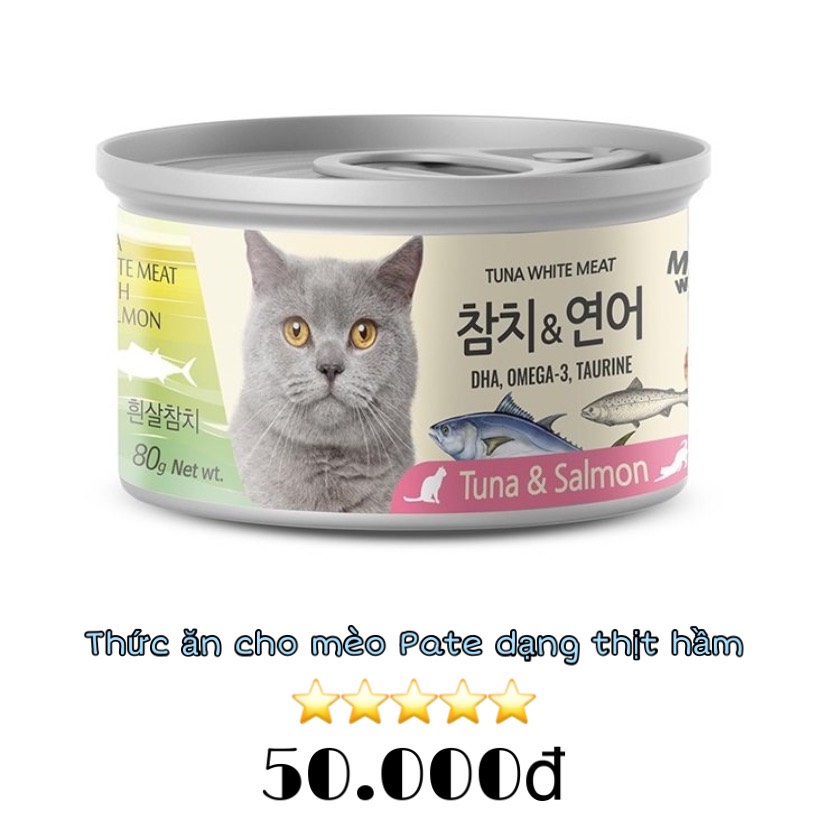 TE MEAT
LMON
흰살참치
80g Net wt.
TUNA WHITE MEAT
참치&연어
DHA, OMEGA-3, TAURINE
Tuna & Salmon
Thức ăn cho mèo Pate dạng thịt hầm
50.000đ